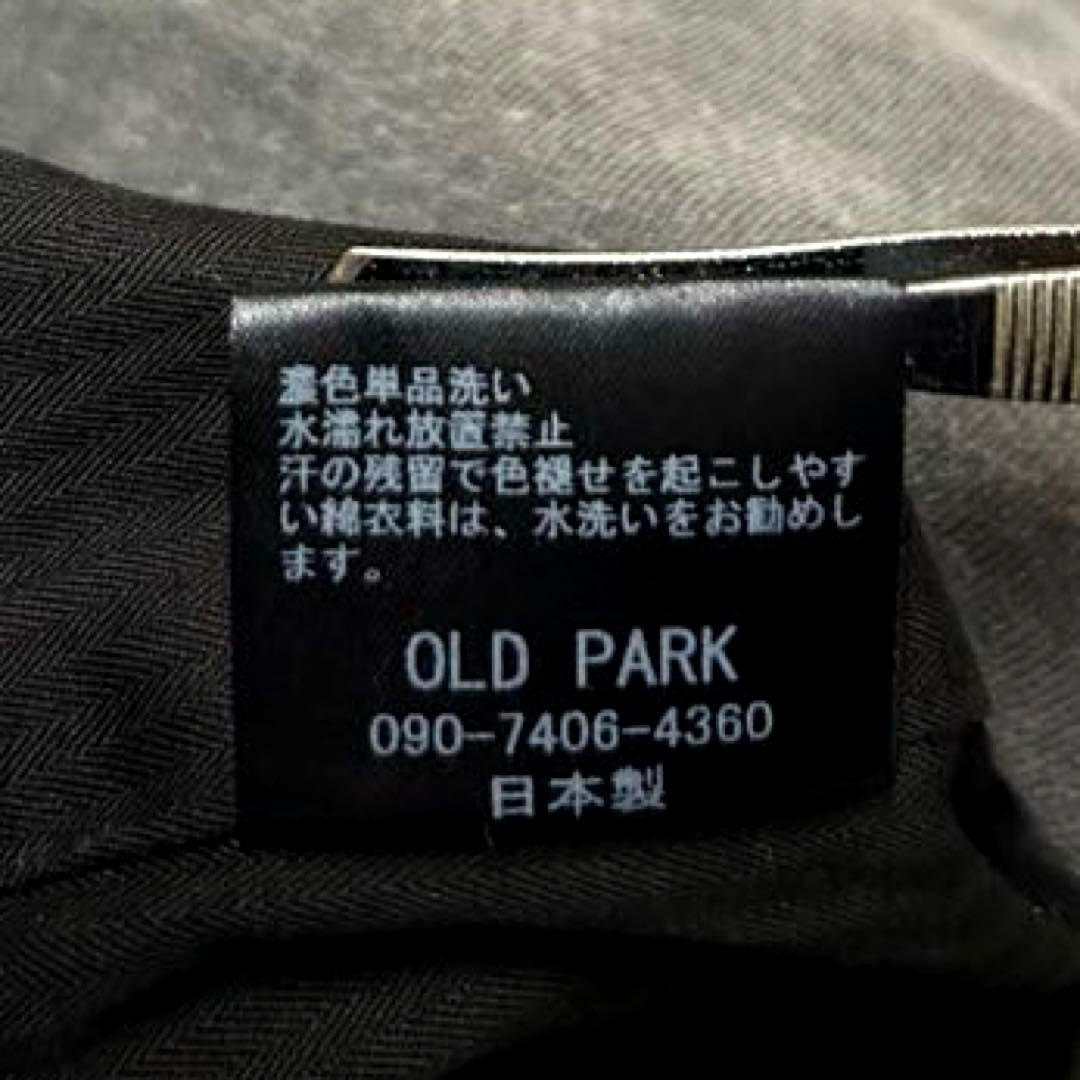 濃色単品洗い
水濡れ放置禁止
汗の残留で色褪せを起こしやす
い綿衣料は、水洗いをお勧めし
ます。
OLD PARK
090-7406-4360
日本製